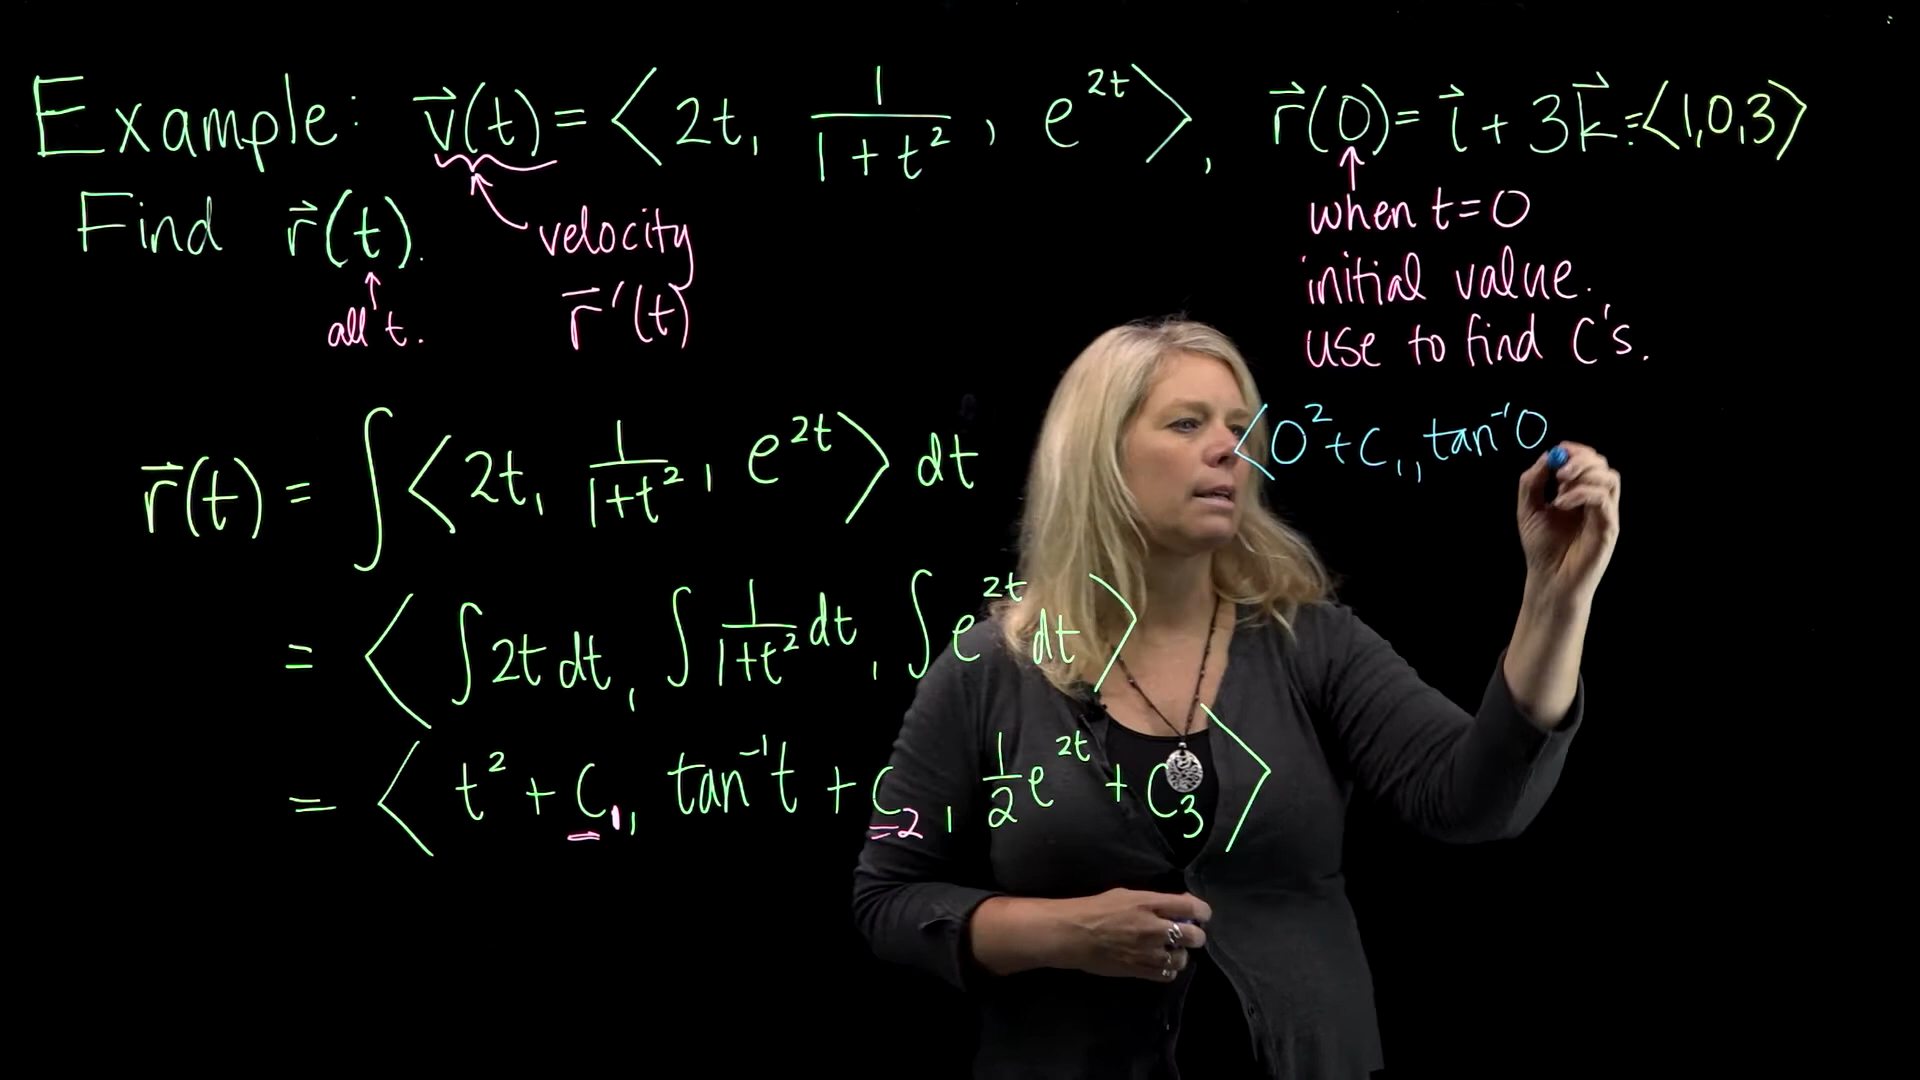 Example: v⃗(t) = ⟨2t, 1/(1+t²), e^(2t)⟩, r⃗(0) = i⃗ + 3k⃗ = ⟨1,0,3⟩
Find r⃗(t).
all t.
velocity
r⃗'(t)
when t=0
initial value.
use to find C's.
r⃗(t) = ∫⟨2t, 1/(1+t²), e^(2t)⟩ dt
= ⟨∫2t dt, ∫1/(1+t²) dt, ∫e^(2t) dt⟩
= ⟨t² + C₁, tan⁻¹t + C₂, ½e^(2t) + C₃⟩
⟨0² + C₁, tan⁻¹0